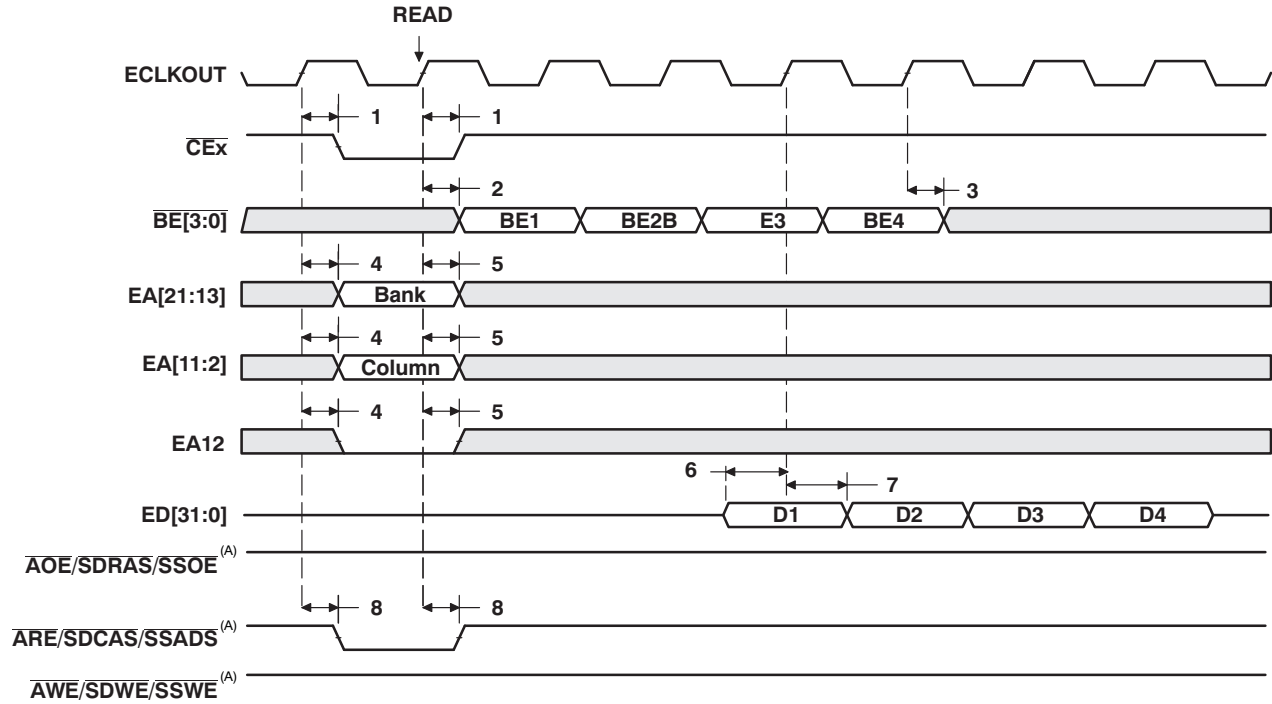 READ
ECLKOUT
1 1
CEx
2 3
BE[3:0] BE1 BE2B E3 BE4
4 5
EA[21:13] Bank
4 5
EA[11:2] Column
4 5
EA12
6 7
ED[31:0] D1 D2 D3 D4
AOE/SDRAS/SSOE (A)
8 8
ARE/SDCAS/SSADS (A)
AWE/SDWE/SSWE (A)